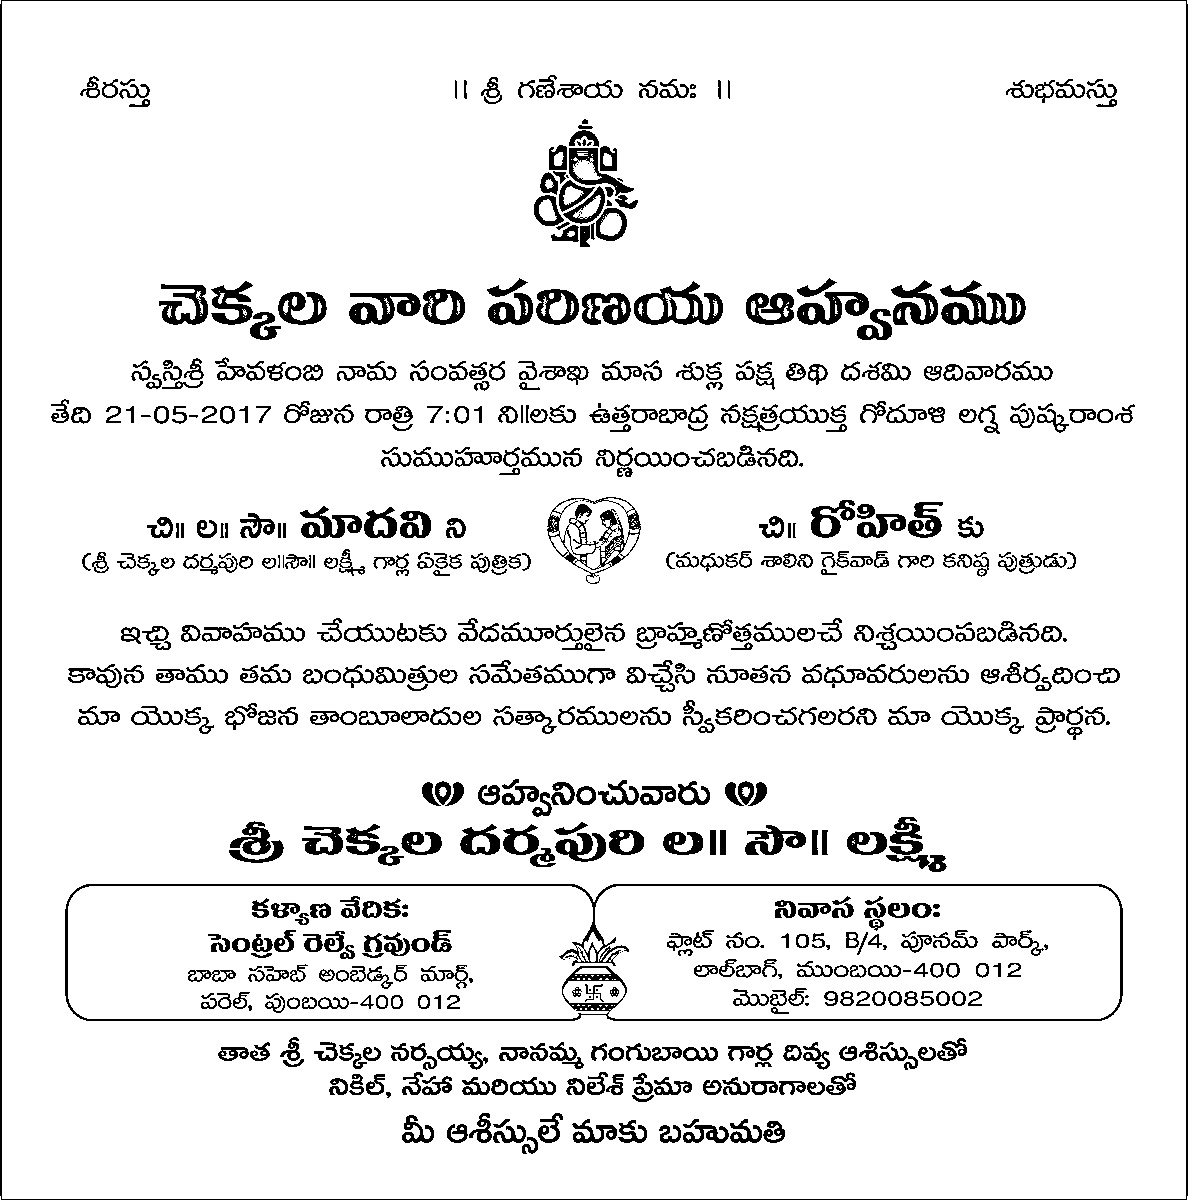 శ్రీరస్తు || శ్రీ గణేశాయ నమః || శుభమస్తు
చెక్కల వారి పరిణయ ఆహ్వానము
స్వస్తిశ్రీ హేవళంబి నామ సంవత్సర వైశాఖ మాస శుక్ల పక్ష తిథి దశమి ఆదివారము
తేది 21-05-2017 రోజున రాత్రి 7:01 ని||లకు ఉత్తరాబాద్ర నక్షత్రయుక్త గోదూళి లగ్న పుష్కరాంశ
సుముహూర్తమున నిర్ణయించబడినది.
చి|| ల|| సౌ|| మాదవి ని చి|| రోహిత్ కు
(శ్రీ చెక్కల దర్మపురి ల||సౌ|| లక్ష్మీ గార్ల ఏకైక పుత్రిక) (మధుకర్ శాలిని గైక్‌వాడ్ గారి కనిష్ఠ పుత్రుడు)
ఇచ్చి వివాహము చేయుటకు వేదమూర్తులైన బ్రాహ్మణోత్తములచే నిశ్చయింపబడినది.
కావున తాము తమ బంధుమిత్రుల సమేతముగా విచ్చేసి నూతన వధూవరులను ఆశీర్వదించి
మా యొక్క భోజన తాంబూలాదుల సత్కారములను స్వీకరించగలరని మా యొక్క ప్రార్థన.
ఆహ్వనించువారు
శ్రీ చెక్కల దర్మపురి ల|| సౌ|| లక్ష్మీ
కళ్యాణ వేదికః
సెంట్రల్ రెల్వే గ్రవుండ్
బాబా సహెబ్ అంబెడ్కర్ మార్గ్,
పరెల్, ముంబయి-400 012
నివాస స్థలంః
ఫ్లాట్ నం. 105, B/4, పూనమ్ పార్క్,
లాల్‌బాగ్, ముంబయి-400 012
మొబైల్: 9820085002
తాత శ్రీ చెక్కల నర్సయ్య, నానమ్మ గంగుబాయి గార్ల దివ్య ఆశిస్సులతో
నికిల్, నేహా మరియు నిలేశ్ ప్రేమా అనురాగాలతో
మీ ఆశీస్సులే మాకు బహుమతి